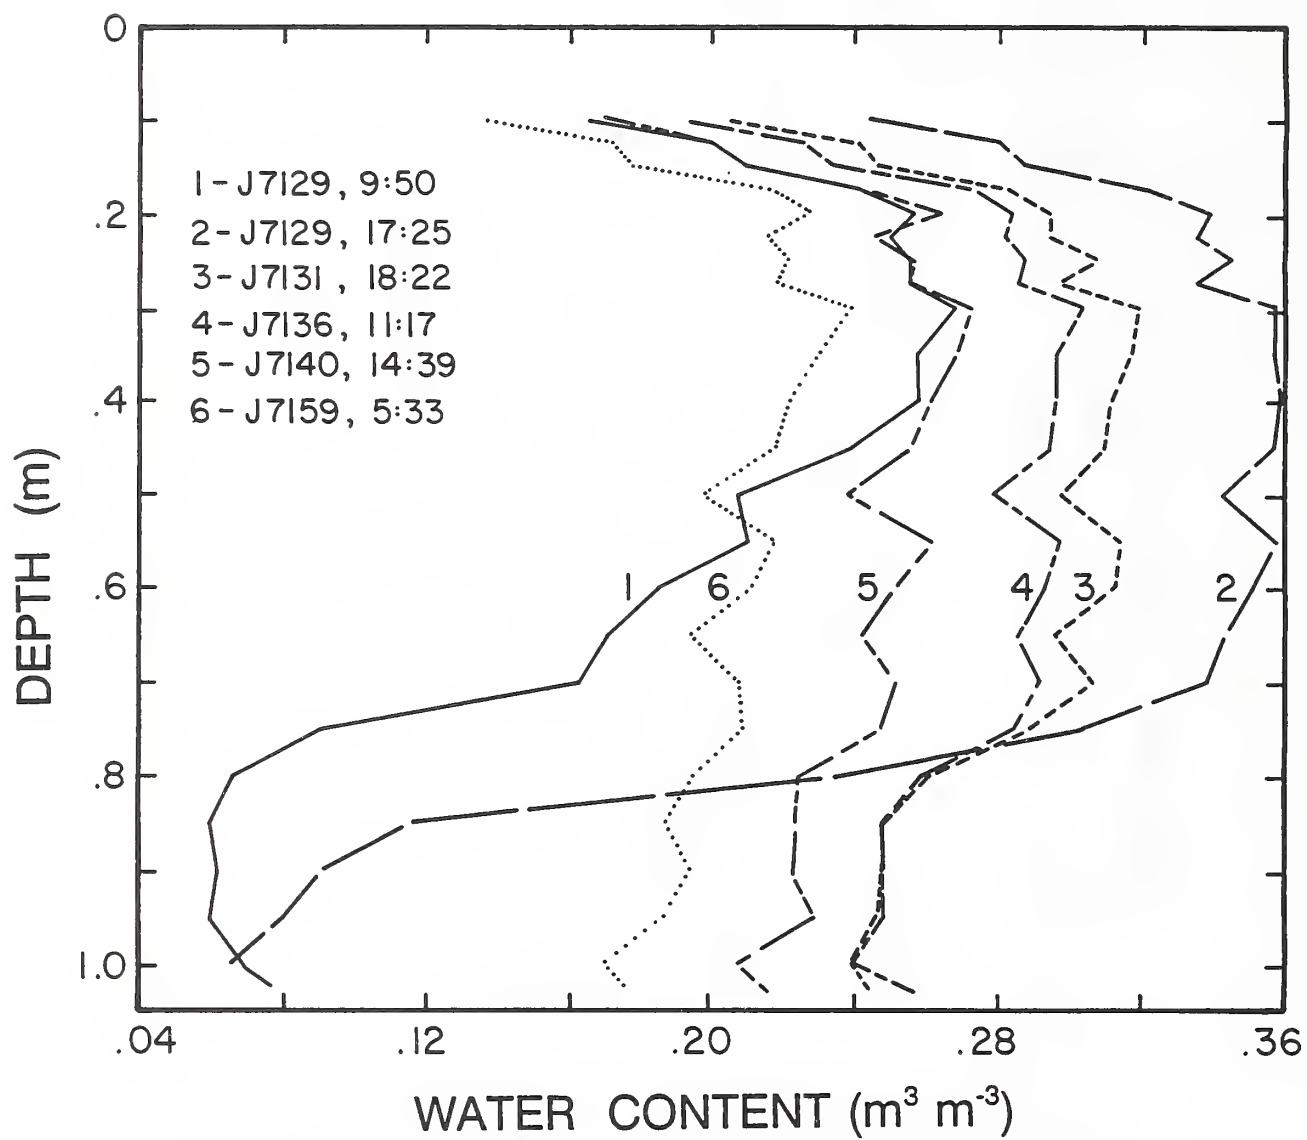 0
.2
.4
.6
.8
1.0
DEPTH (m)
1-J7129, 9:50
2-J7129, 17:25
3-J7131, 18:22
4-J7136, 11:17
5-J7140, 14:39
6-J7159, 5:33
1 6 5 4 3 2
.04 .12 .20 .28 .36
WATER CONTENT (m³ m⁻³)